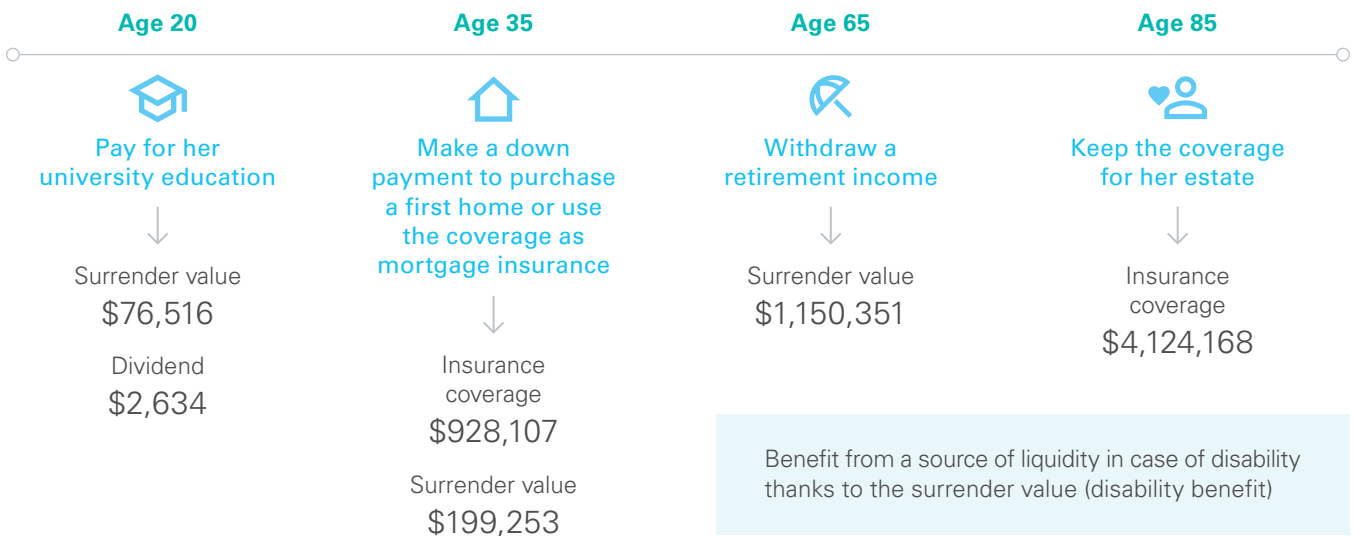 Age 20
Age 35
Age 65
Age 85
Pay for her
university education
Surrender value
$76,516
Dividend
$2,634
Make a down
payment to purchase
a first home or use
the coverage as
mortgage insurance
Insurance
coverage
$928,107
Surrender value
$199,253
Withdraw a
retirement income
Surrender value
$1,150,351
Keep the coverage
for her estate
Insurance
coverage
$4,124,168
Benefit from a source of liquidity in case of disability
thanks to the surrender value (disability benefit)